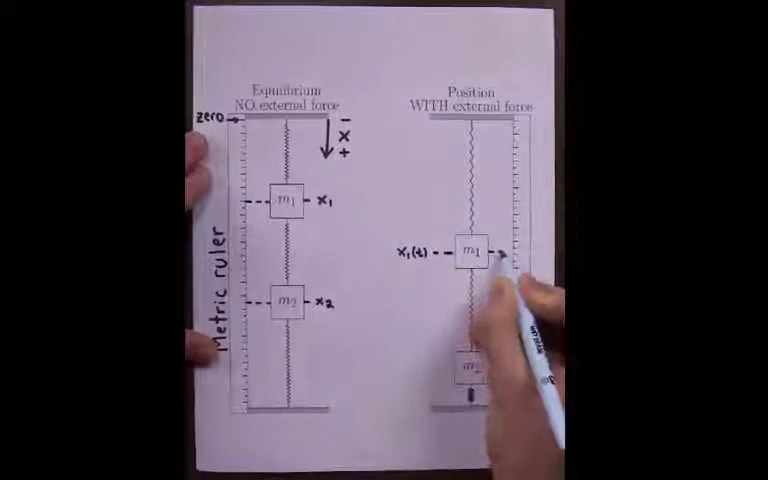 Equilibrium
NO external force
zero
-
x
+
m₁
x₁
m₂
x₂
Metric ruler
Position
WITH external force
x₁(t)
m₁